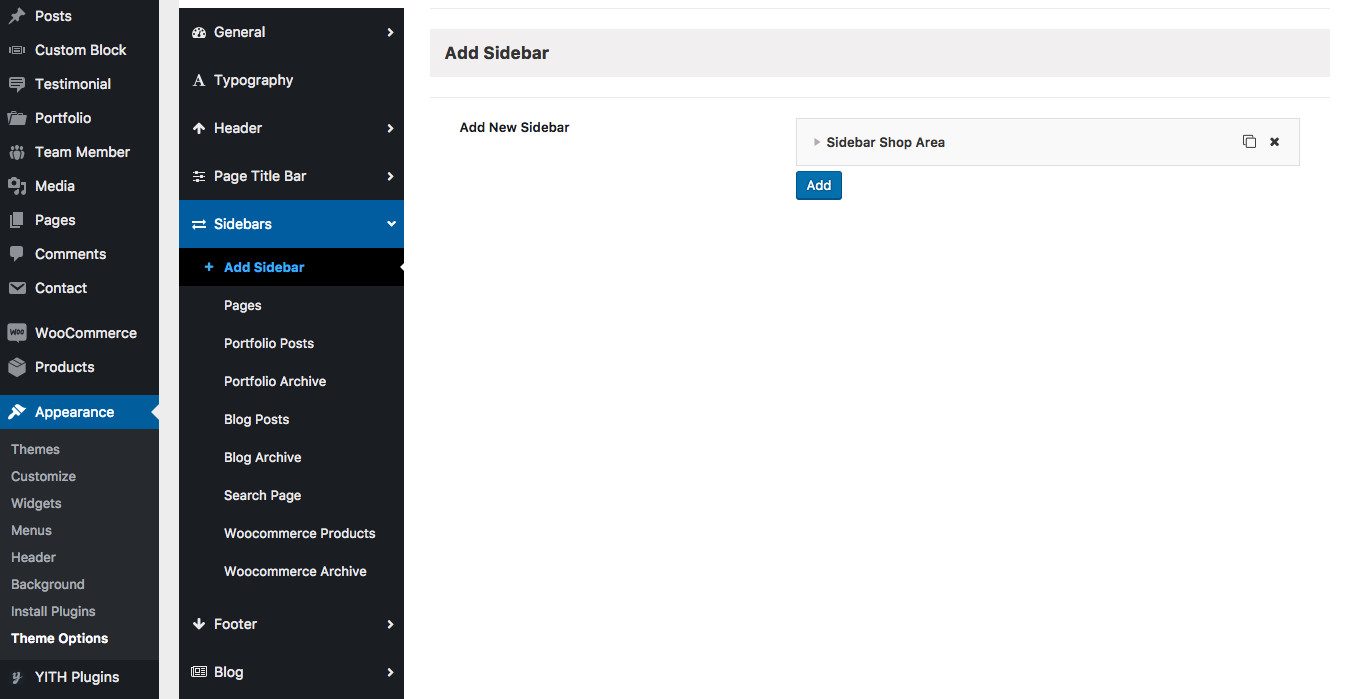 Posts
Custom Block
Testimonial
Portfolio
Team Member
Media
Pages
Comments
Contact
WOO WooCommerce
Products
Appearance
Themes
Customize
Widgets
Menus
Header
Background
Install Plugins
Theme Options
YITH Plugins
General
A Typography
Header
Page Title Bar
Sidebars
+ Add Sidebar
Pages
Portfolio Posts
Portfolio Archive
Blog Posts
Blog Archive
Search Page
Woocommerce Products
Woocommerce Archive
Footer
Blog
Add Sidebar
Add New Sidebar
Sidebar Shop Area
Add